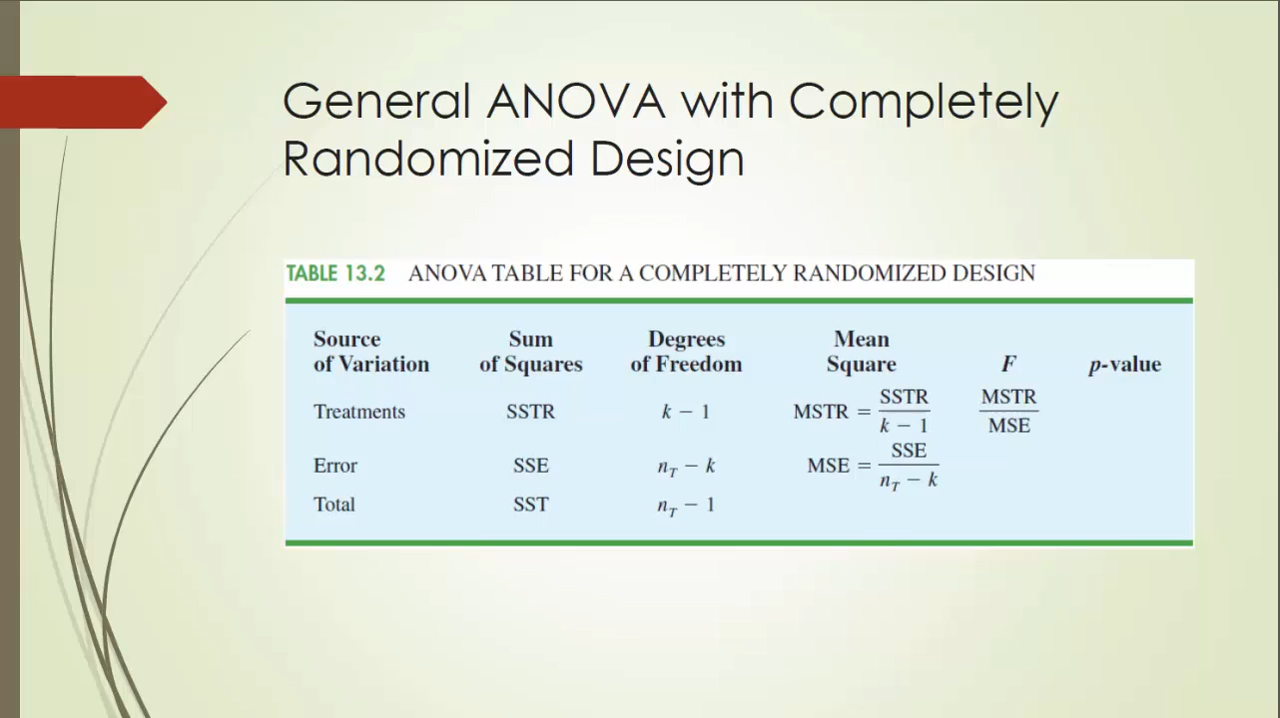 General ANOVA with Completely
Randomized Design
TABLE 13.2 ANOVA TABLE FOR A COMPLETELY RANDOMIZED DESIGN
Source Sum Degrees Mean
of Variation of Squares of Freedom Square F p-value
Treatments SSTR k − 1 MSTR = SSTR / k − 1 MSTR / MSE
Error SSE n_T − k MSE = SSE / n_T − k
Total SST n_T − 1